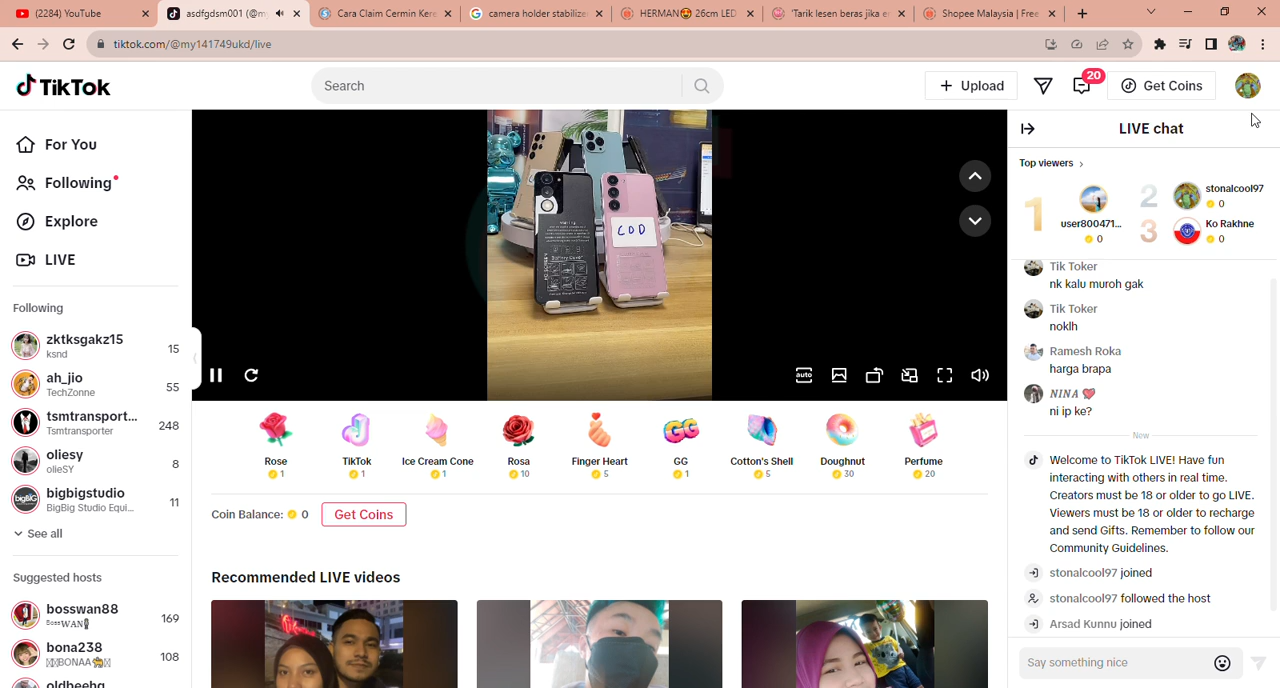 (2284) YouTube
asdfgdsm001 (@my
Cara Claim Cermin Kere
camera holder stabilize
HERMAN😍 26cm LED
'Tarik lesen beras jika e
Shopee Malaysia | Free
tiktok.com/@my141749ukd/live
TikTok
Search
Upload
20
Get Coins
For You
Following
Explore
LIVE
Following
zktksgakz15
ksnd
15
ah_jio
TechZonne
55
tsmtransport...
Tsmtransporter
248
oliesy
olieSY
8
bigbigstudio
BigBig Studio Equi...
11
See all
Suggested hosts
bosswan88
ᴮᵒˢˢWAN
169
bona238
BONAA
108
oldbeehg
COD
auto
Rose
1
TikTok
1
Ice Cream Cone
1
Rosa
10
Finger Heart
5
GG
1
Cotton's Shell
5
Doughnut
30
Perfume
20
Coin Balance: 0
Get Coins
Recommended LIVE videos
LIVE chat
Top viewers
1
user800471...
0
2
stonalcool97
0
3
Ko Rakhne
0
Tik Toker
nk kalu muroh gak
Tik Toker
noklh
Ramesh Roka
harga brapa
NINA 💖
ni ip ke?
New
Welcome to TikTok LIVE! Have fun
interacting with others in real time.
Creators must be 18 or older to go LIVE.
Viewers must be 18 or older to recharge
and send Gifts. Remember to follow our
Community Guidelines.
stonalcool97 joined
stonalcool97 followed the host
Arsad Kunnu joined
Say something nice